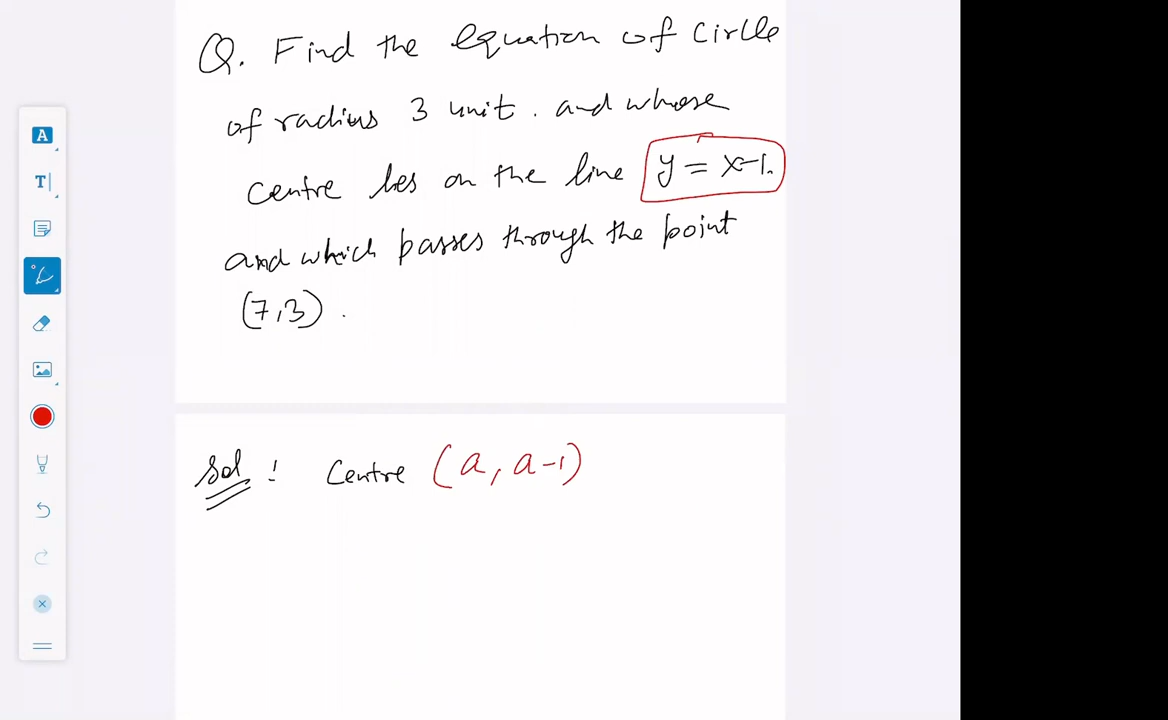 Q. Find the equation of Circle
of radius 3 unit. and whose
Centre lies on the line y = x-1.
and which passes through the point
(7,3).
Sol: Centre (a, a-1)
A
T